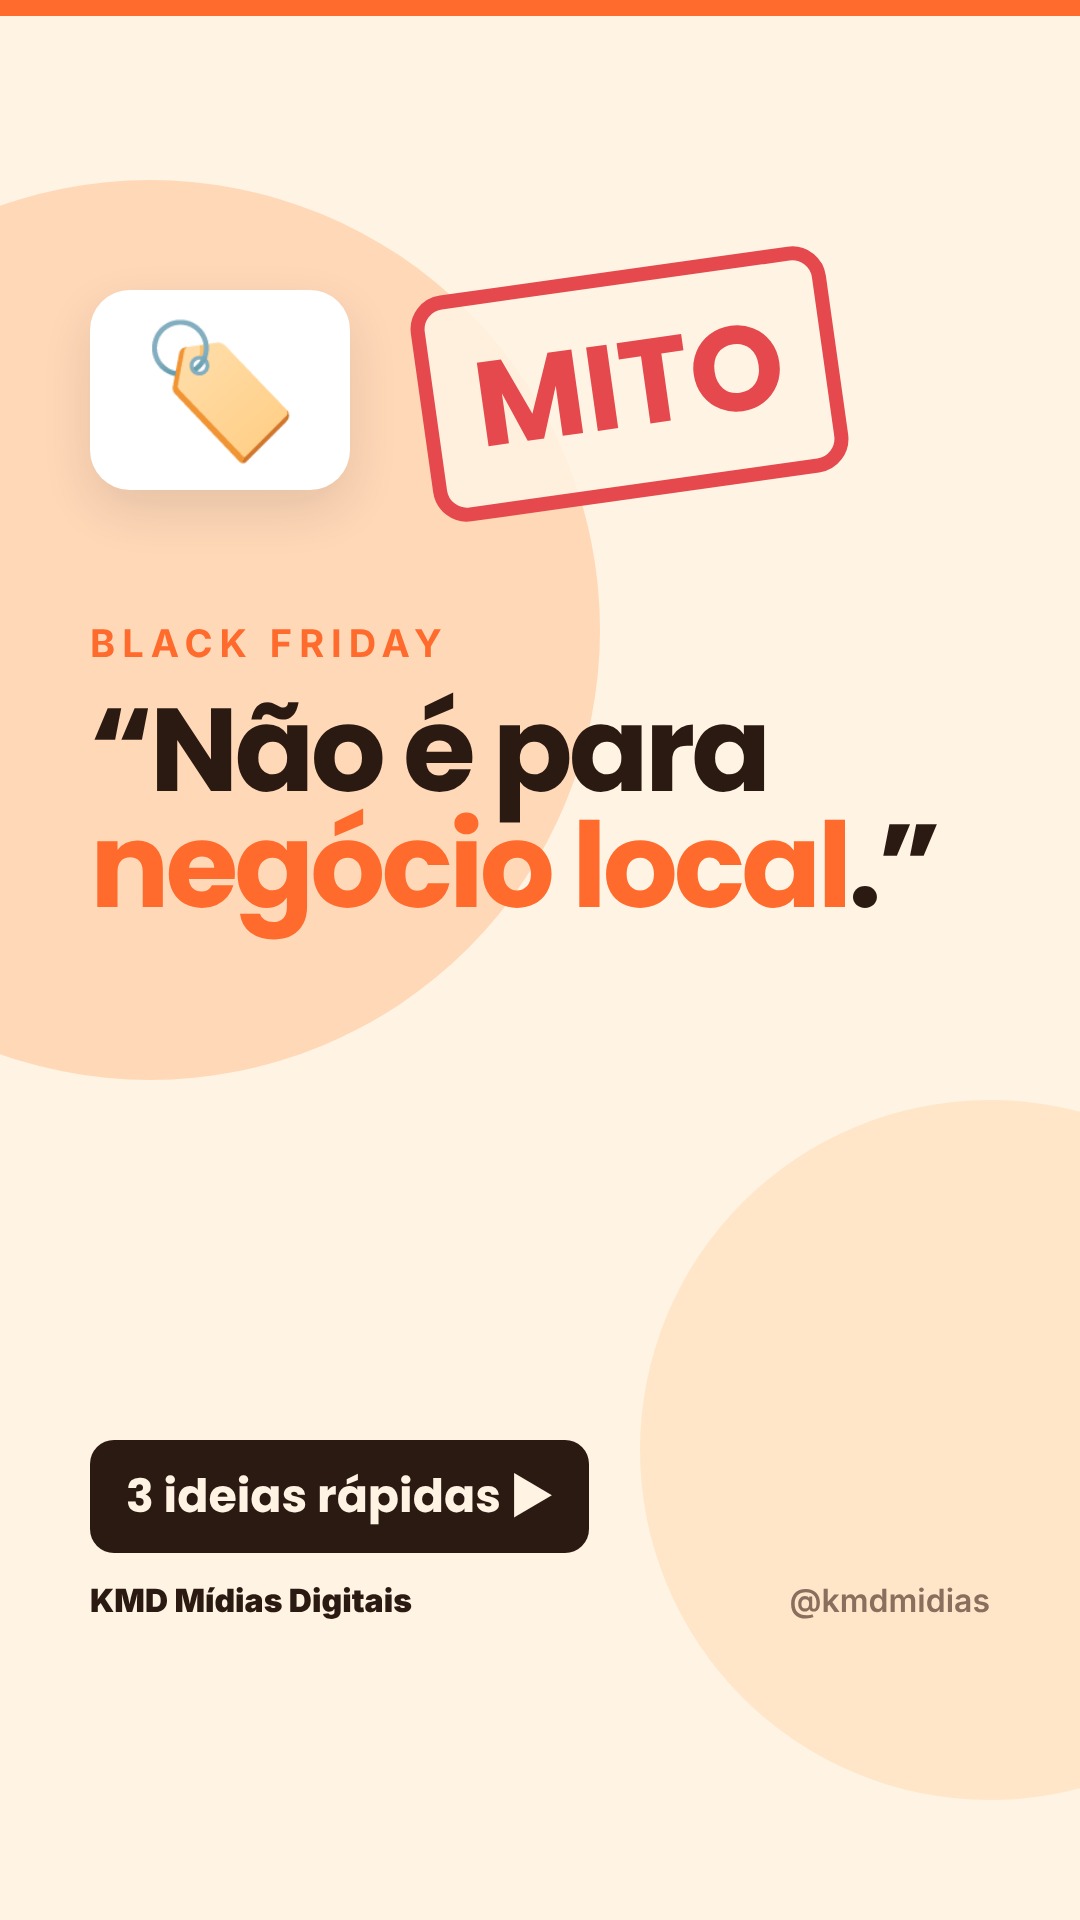 MITO
BLACK FRIDAY
“Não é para
negócio local.”
3 ideias rápidas ▶
KMD Mídias Digitais
@kmdmidias